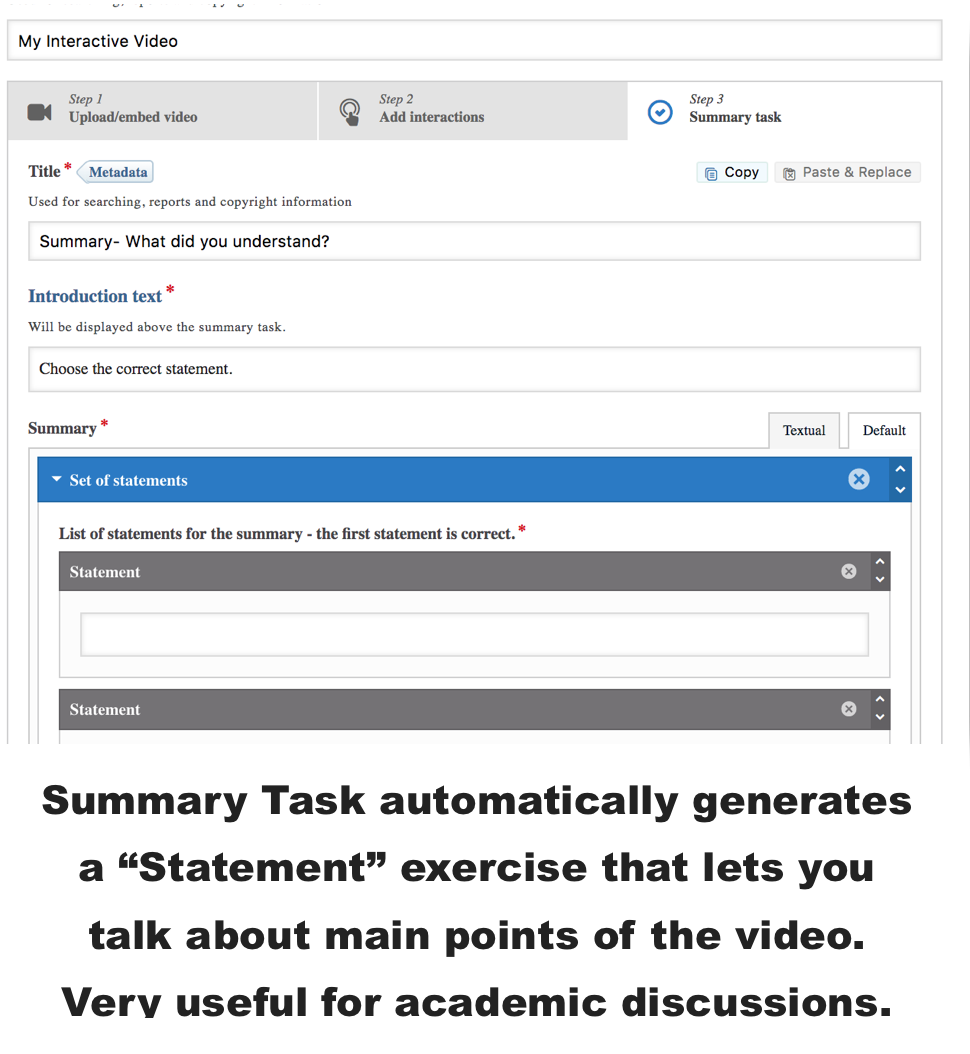 My Interactive Video
Step 1
Upload/embed video
Step 2
Add interactions
Step 3
Summary task
Title * Metadata
Copy
Paste & Replace
Used for searching, reports and copyright information
Summary- What did you understand?
Introduction text *
Will be displayed above the summary task.
Choose the correct statement.
Summary *
Textual
Default
Set of statements
List of statements for the summary - the first statement is correct. *
Statement
Statement
Summary Task automatically generates
a “Statement” exercise that lets you
talk about main points of the video.
Very useful for academic discussions.